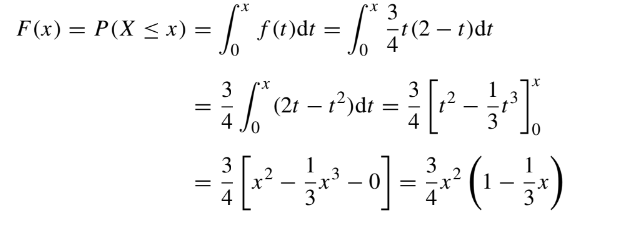 F(x) = P(X ≤ x) = ∫₀ˣ f(t)dt = ∫₀ˣ 3/4 t(2 − t)dt
= 3/4 ∫₀ˣ (2t − t²)dt = 3/4 [t² − 1/3 t³]₀ˣ
= 3/4 [x² − 1/3 x³ − 0] = 3/4 x² (1 − 1/3 x)